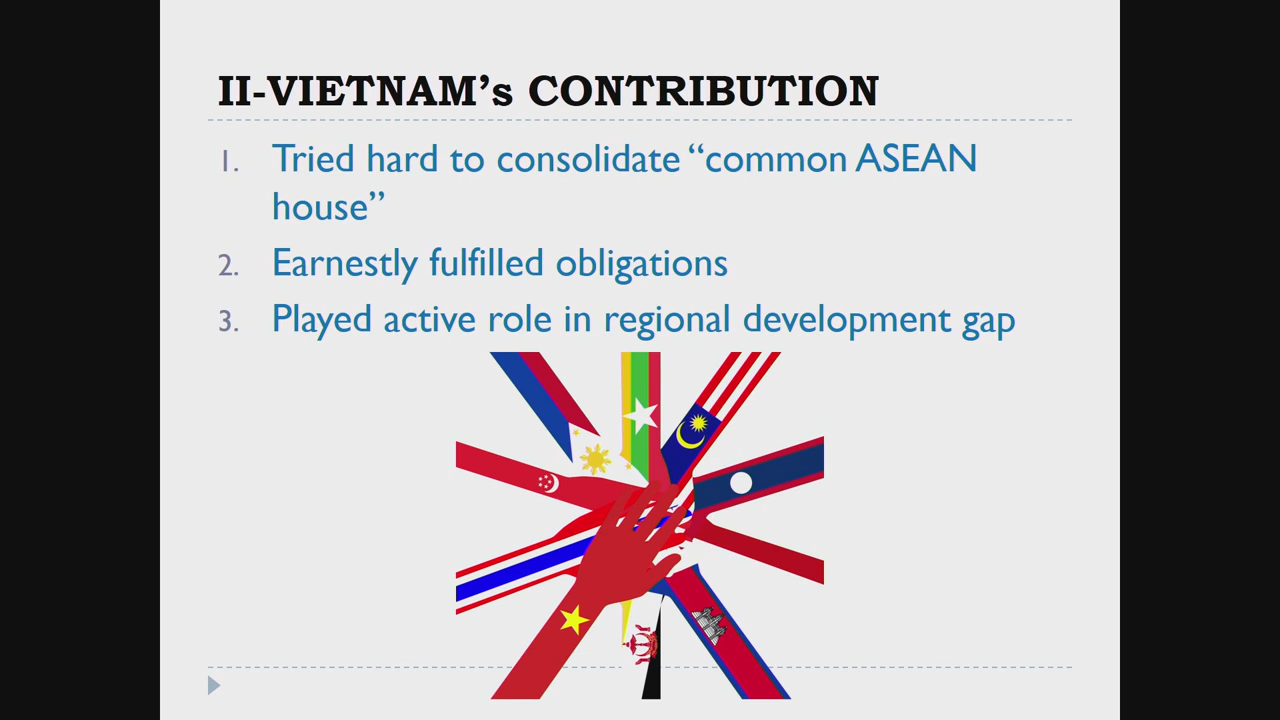 II-VIETNAM’s CONTRIBUTION
1. Tried hard to consolidate “common ASEAN
house”
2. Earnestly fulfilled obligations
3. Played active role in regional development gap